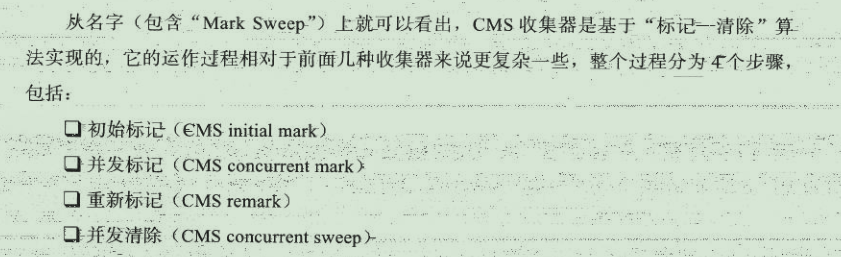 从名字（包含“Mark Sweep”）上就可以看出，CMS 收集器是基于“标记—清除”算
法实现的，它的运作过程相对于前面几种收集器来说更复杂一些，整个过程分为 4 个步骤，
包括：
❑ 初始标记（CMS initial mark）
❑ 并发标记（CMS concurrent mark）
❑ 重新标记（CMS remark）
❑ 并发清除（CMS concurrent sweep）